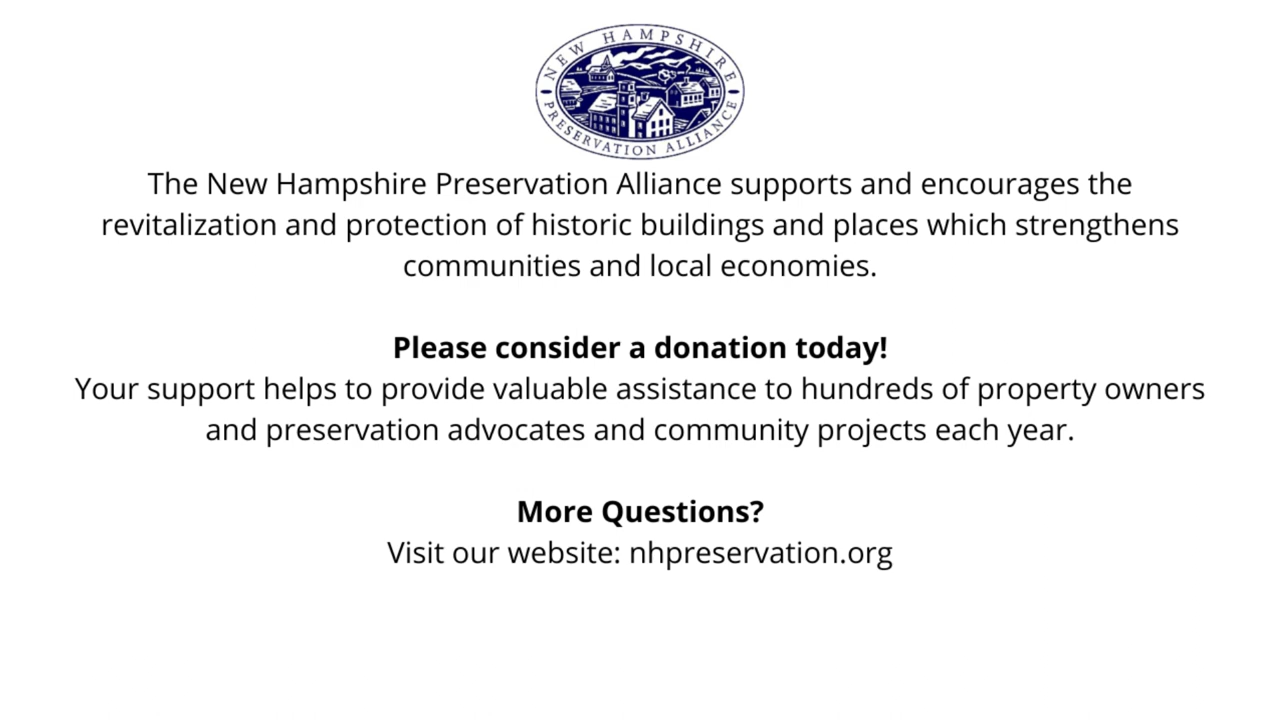 NEW HAMPSHIRE
PRESERVATION ALLIANCE
The New Hampshire Preservation Alliance supports and encourages the
revitalization and protection of historic buildings and places which strengthens
communities and local economies.
Please consider a donation today!
Your support helps to provide valuable assistance to hundreds of property owners
and preservation advocates and community projects each year.
More Questions?
Visit our website: nhpreservation.org